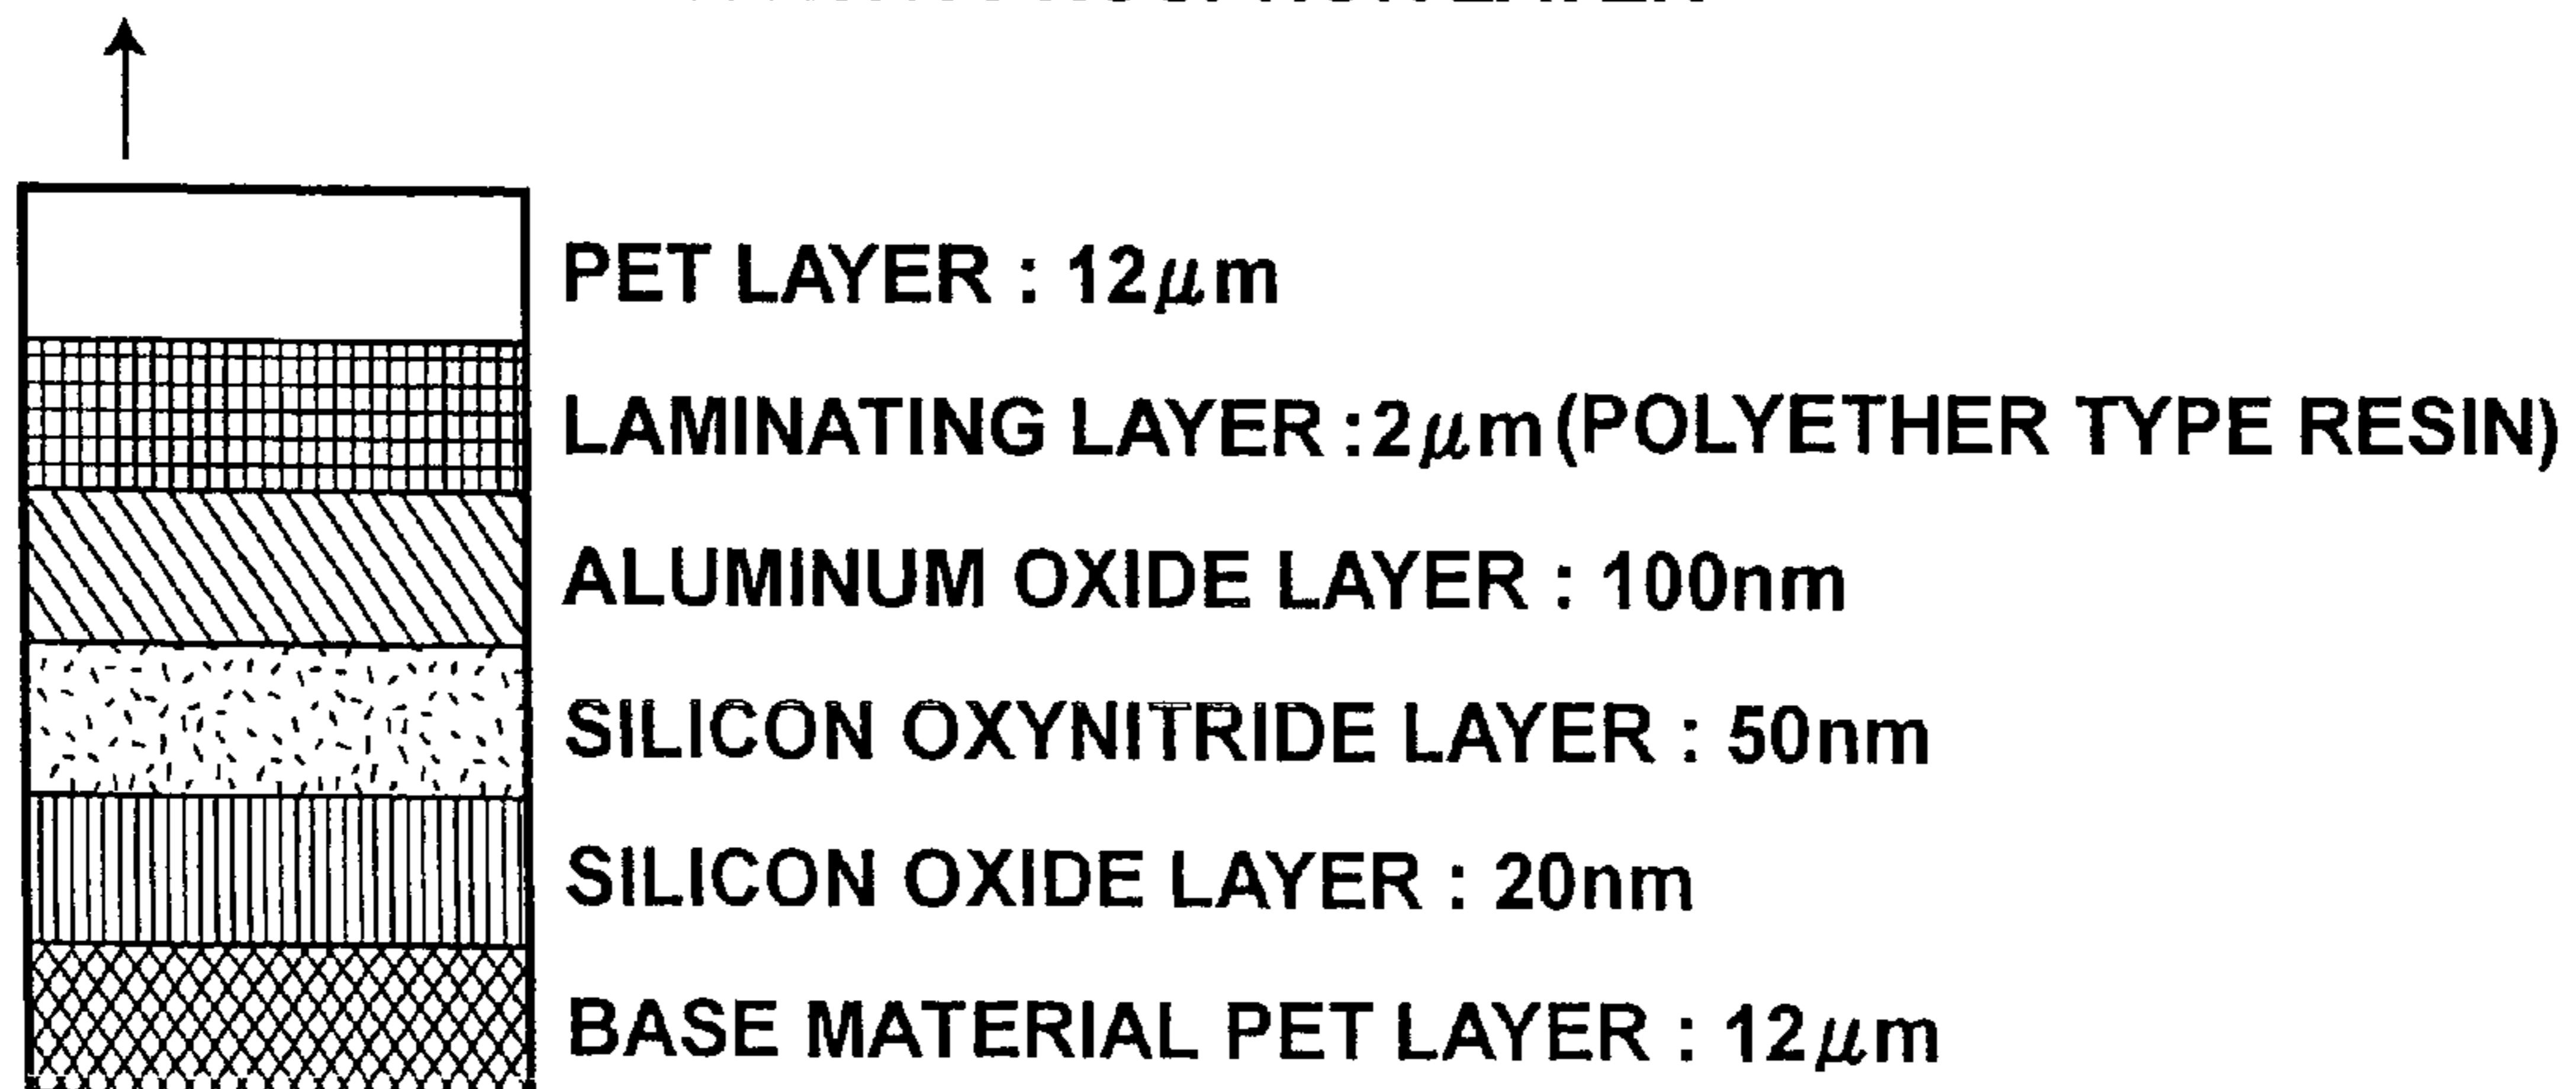 PET LAYER : 12μm
LAMINATING LAYER :2μm(POLYETHER TYPE RESIN)
ALUMINUM OXIDE LAYER : 100nm
SILICON OXYNITRIDE LAYER : 50nm
SILICON OXIDE LAYER : 20nm
BASE MATERIAL PET LAYER : 12μm